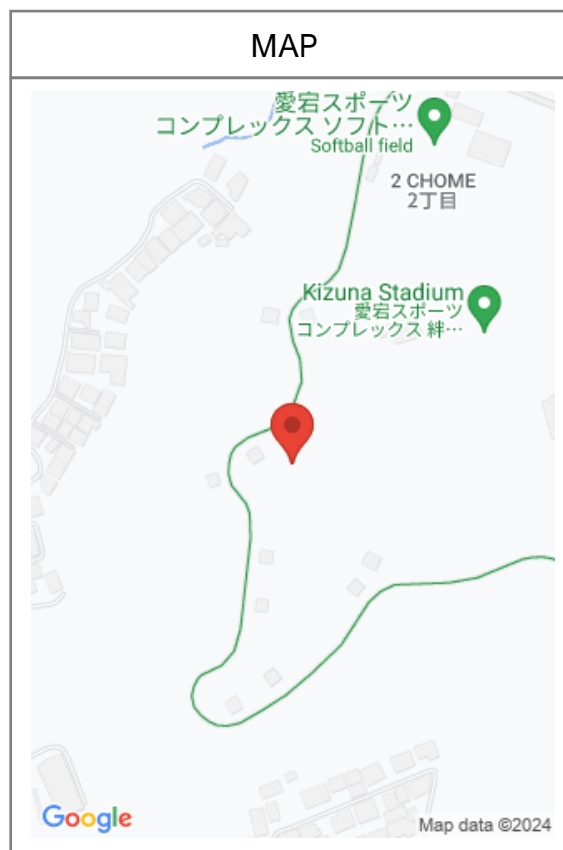 MAP
愛宕スポーツ
コンプレックス ソフト…
Softball field
2 CHOME
2丁目
Kizuna Stadium
愛宕スポーツ
コンプレックス 絆…
Google
Map data ©2024